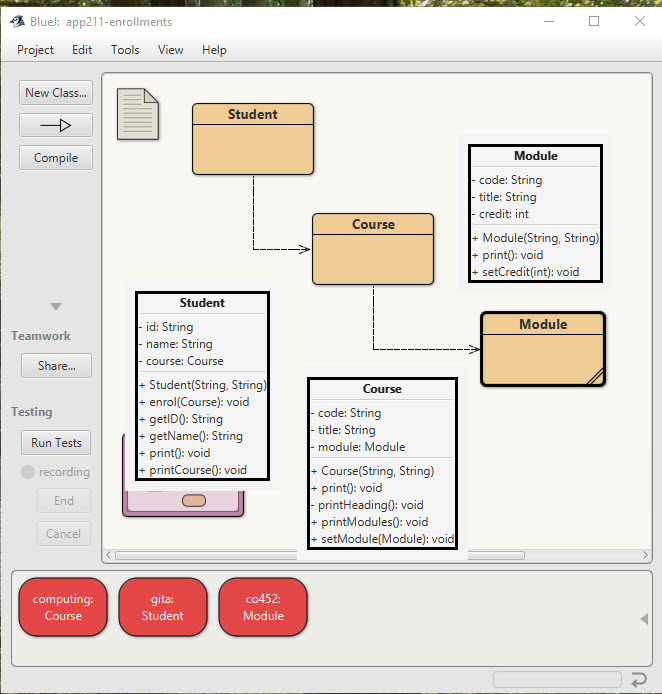 BlueJ: app211-enrollments
Project Edit Tools View Help
New Class...
Compile
Teamwork
Share...
Testing
Run Tests
recording
End
Cancel
Student
Course
Module
Module
- code: String
- title: String
- credit: int
+ Module(String, String)
+ print(): void
+ setCredit(int): void
Student
- id: String
- name: String
- course: Course
+ Student(String, String)
+ enrol(Course): void
+ getID(): String
+ getName(): String
+ print(): void
+ printCourse(): void
Course
- code: String
- title: String
- module: Module
+ Course(String, String)
+ print(): void
- printHeading(): void
+ printModules(): void
+ setModule(Module): void
computing:
Course
gita:
Student
co452:
Module